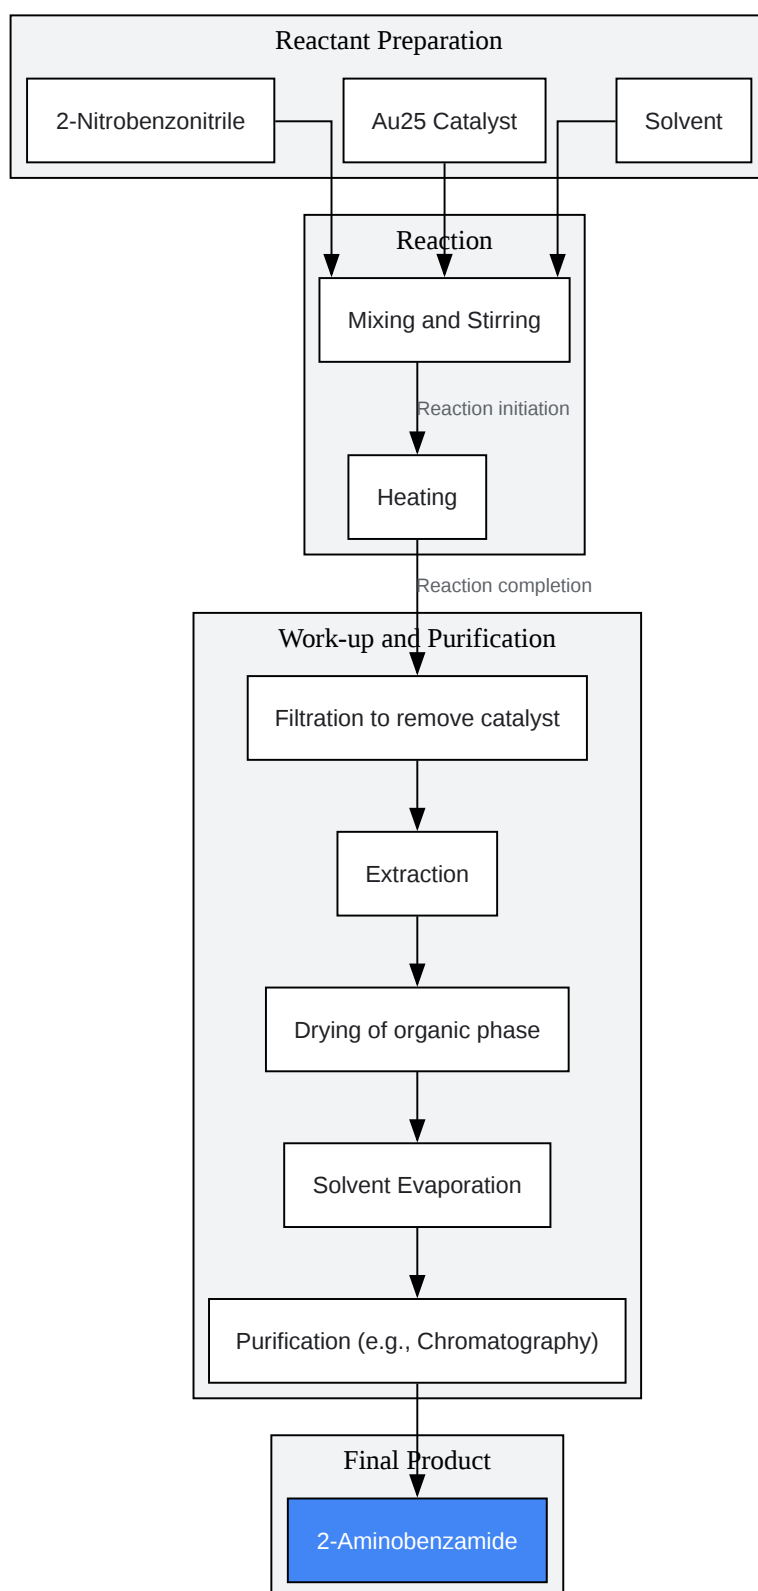 Reactant Preparation
2-Nitrobenzonitrile
Au25 Catalyst
Solvent
Reaction
Mixing and Stirring
Reaction initiation
Heating
Reaction completion
Work-up and Purification
Filtration to remove catalyst
Extraction
Drying of organic phase
Solvent Evaporation
Purification (e.g., Chromatography)
Final Product
2-Aminobenzamide